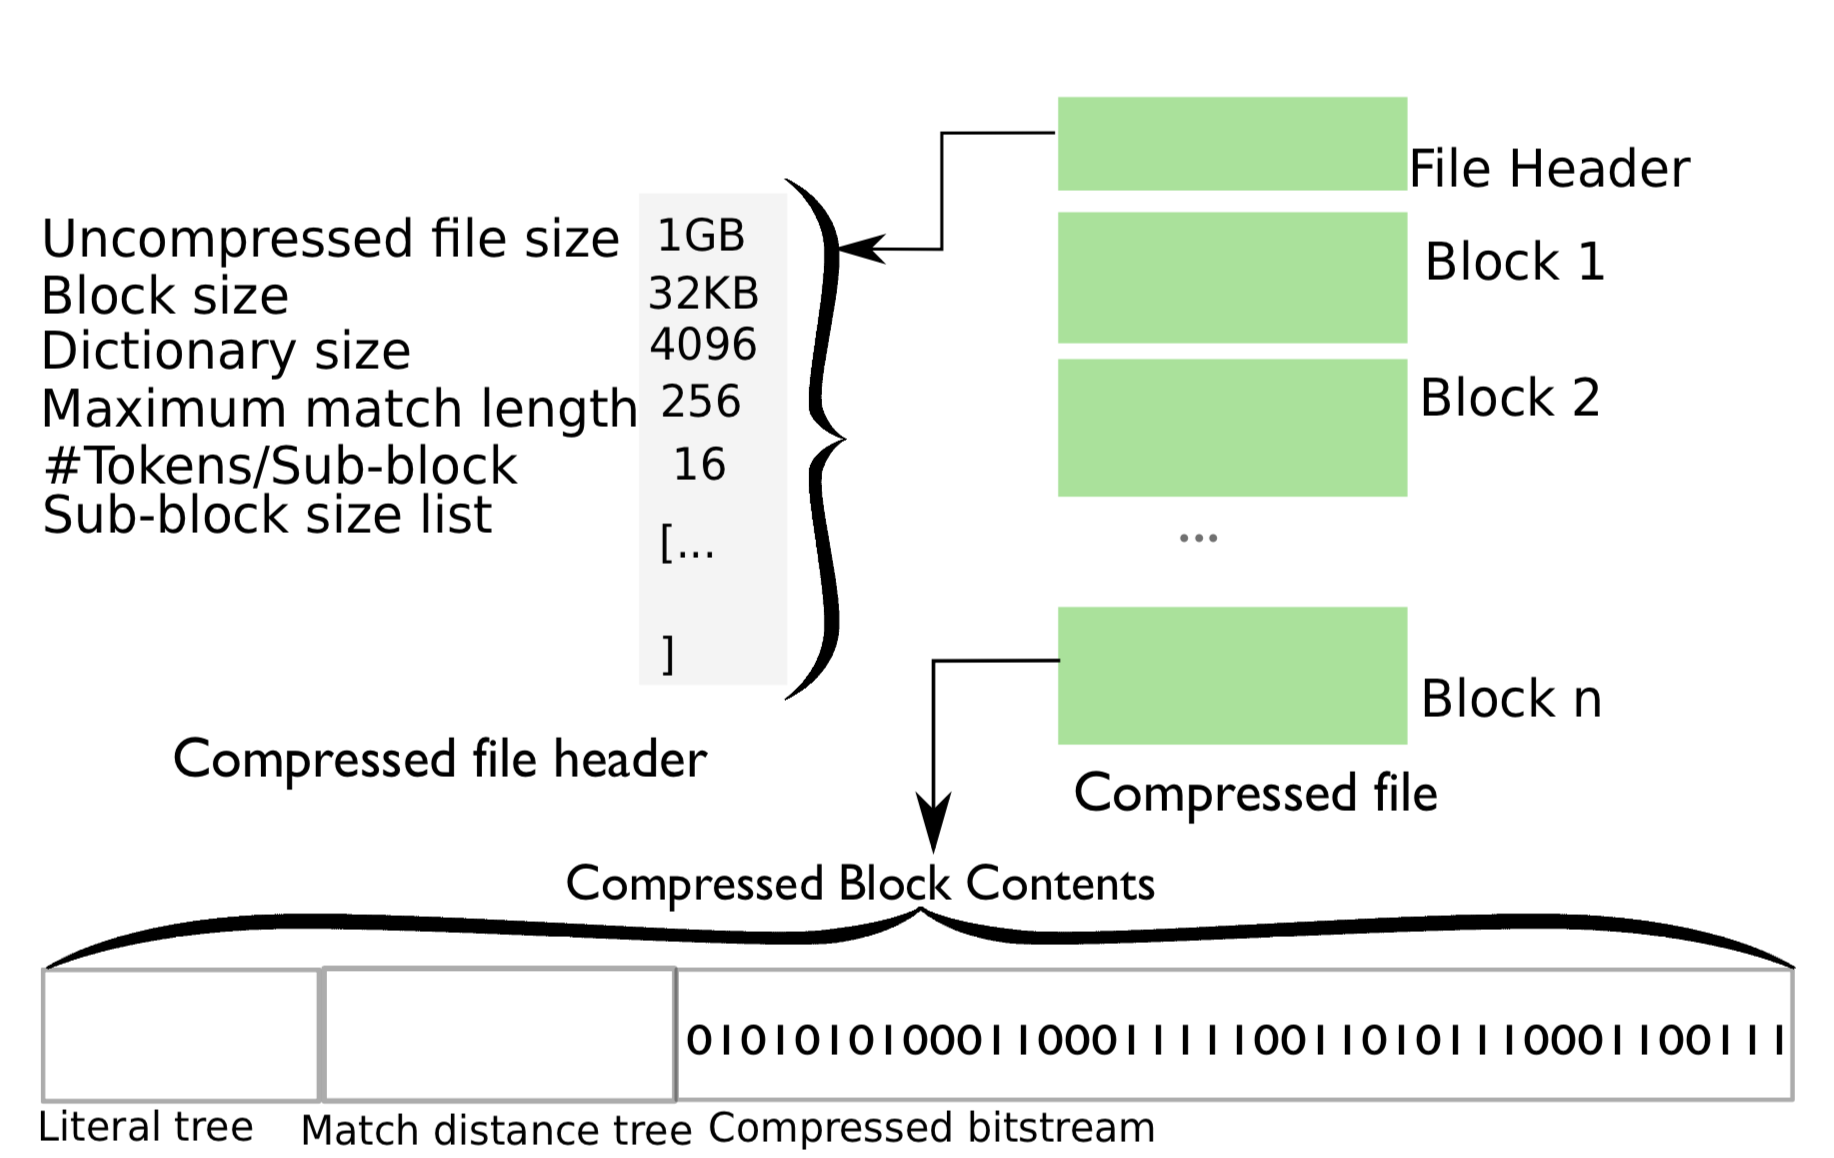 File Header
Uncompressed file size 1GB
Block size 32KB
Dictionary size 4096
Maximum match length 256
#Tokens/Sub-block 16
Sub-block size list [...
]
Compressed file header
Block 1
Block 2
...
Block n
Compressed file
Compressed Block Contents
01010101000110001111100110101110001100111
Literal tree
Match distance tree
Compressed bitstream